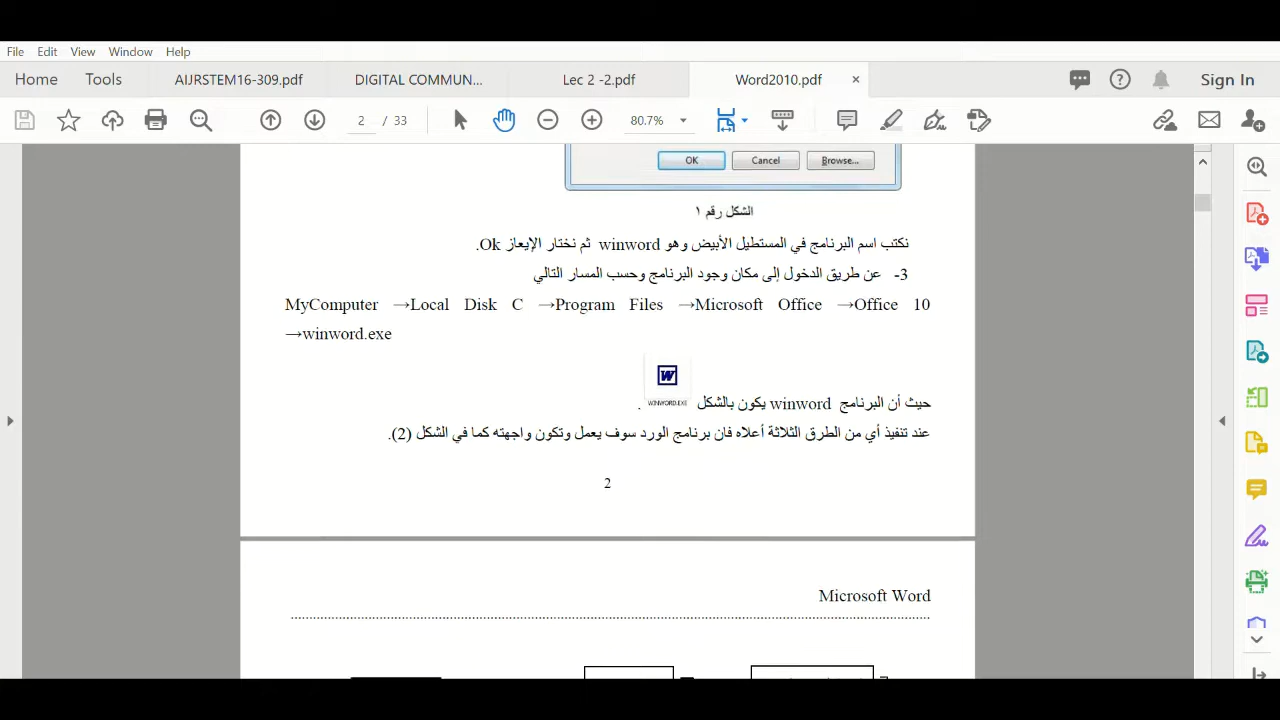 File Edit View Window Help
Home Tools AIJRSTEM16-309.pdf DIGITAL COMMUN... Lec 2 -2.pdf Word2010.pdf × Sign In
2 / 33 80.7%
OK Cancel Browse...
الشكل رقم ١
نكتب اسم البرنامج في المستطيل الأبيض وهو winword ثم نختار الإيعاز Ok.
3- عن طريق الدخول إلى مكان وجود البرنامج وحسب المسار التالي
MyComputer →Local Disk C →Program Files →Microsoft Office →Office 10
→winword.exe
WINWORD.EXE
حيث أن البرنامج winword يكون بالشكل .
عند تنفيذ أي من الطرق الثلاثة أعلاه فان برنامج الورد سوف يعمل وتكون واجهته كما في الشكل (2).
2
Microsoft Word